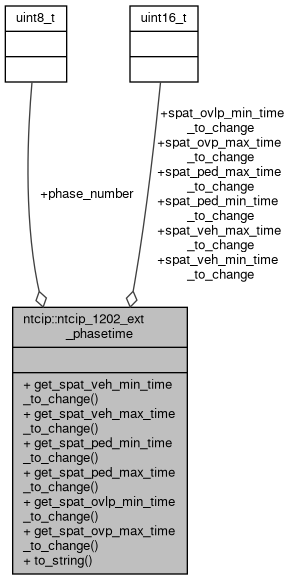 uint8_t
uint16_t
+spat_ovlp_min_time
_to_change
+spat_ovp_max_time
_to_change
+spat_ped_max_time
_to_change
+spat_ped_min_time
_to_change
+spat_veh_max_time
_to_change
+spat_veh_min_time
_to_change
+phase_number
ntcip::ntcip_1202_ext
_phasetime
+ get_spat_veh_min_time
_to_change()
+ get_spat_veh_max_time
_to_change()
+ get_spat_ped_min_time
_to_change()
+ get_spat_ped_max_time
_to_change()
+ get_spat_ovlp_min_time
_to_change()
+ get_spat_ovp_max_time
_to_change()
+ to_string()